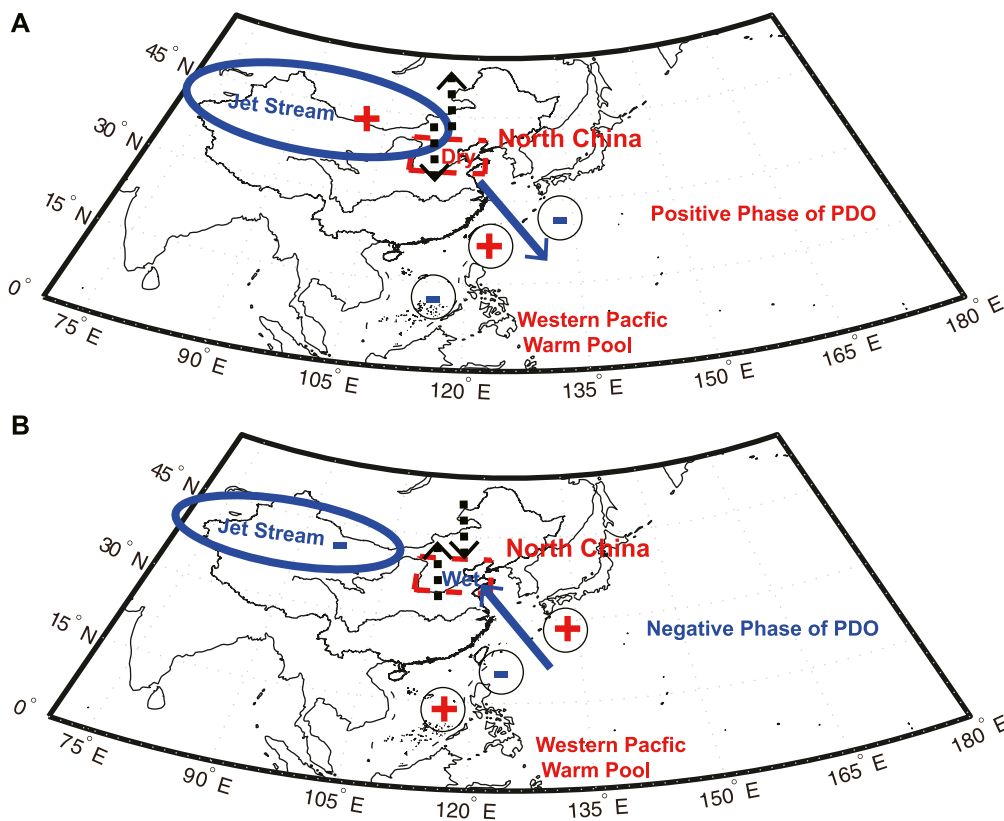 A
45 °N
30 °N
15 °N
0°
75 °E
90 °E
105 °E
120 °E
135 °E
150 °E
165 °E
180 °E
Jet Stream +
North China
Dry
Positive Phase of PDO
-
+
-
Western Pacfic
Warm Pool
B
45 °N
30 °N
15 °N
0°
75 °E
90 °E
105 °E
120 °E
135 °E
150 °E
165 °E
180 °E
Jet Stream -
North China
Wet
Negative Phase of PDO
+
-
+
Western Pacfic
Warm Pool